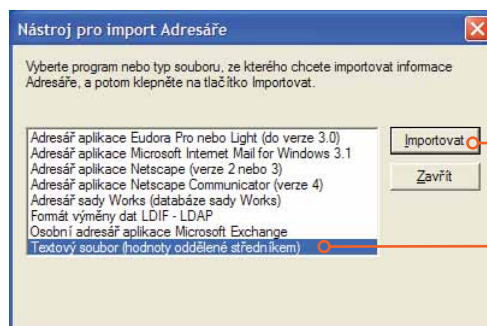 Nástroj pro import Adresáře
Vyberte program nebo typ souboru, ze kterého chcete importovat informace
Adresáře, a potom klepněte na tlačítko Importovat.
Adresář aplikace Eudora Pro nebo Light (do verze 3.0)
Adresář aplikace Microsoft Internet Mail for Windows 3.1
Adresář aplikace Netscape (verze 2 nebo 3)
Adresář aplikace Netscape Communicator (verze 4)
Adresář sady Works (databáze sady Works)
Formát výměny dat LDIF - LDAP
Osobní adresář aplikace Microsoft Exchange
Textový soubor (hodnoty oddělené středníkem)
Importovat
Zavřít